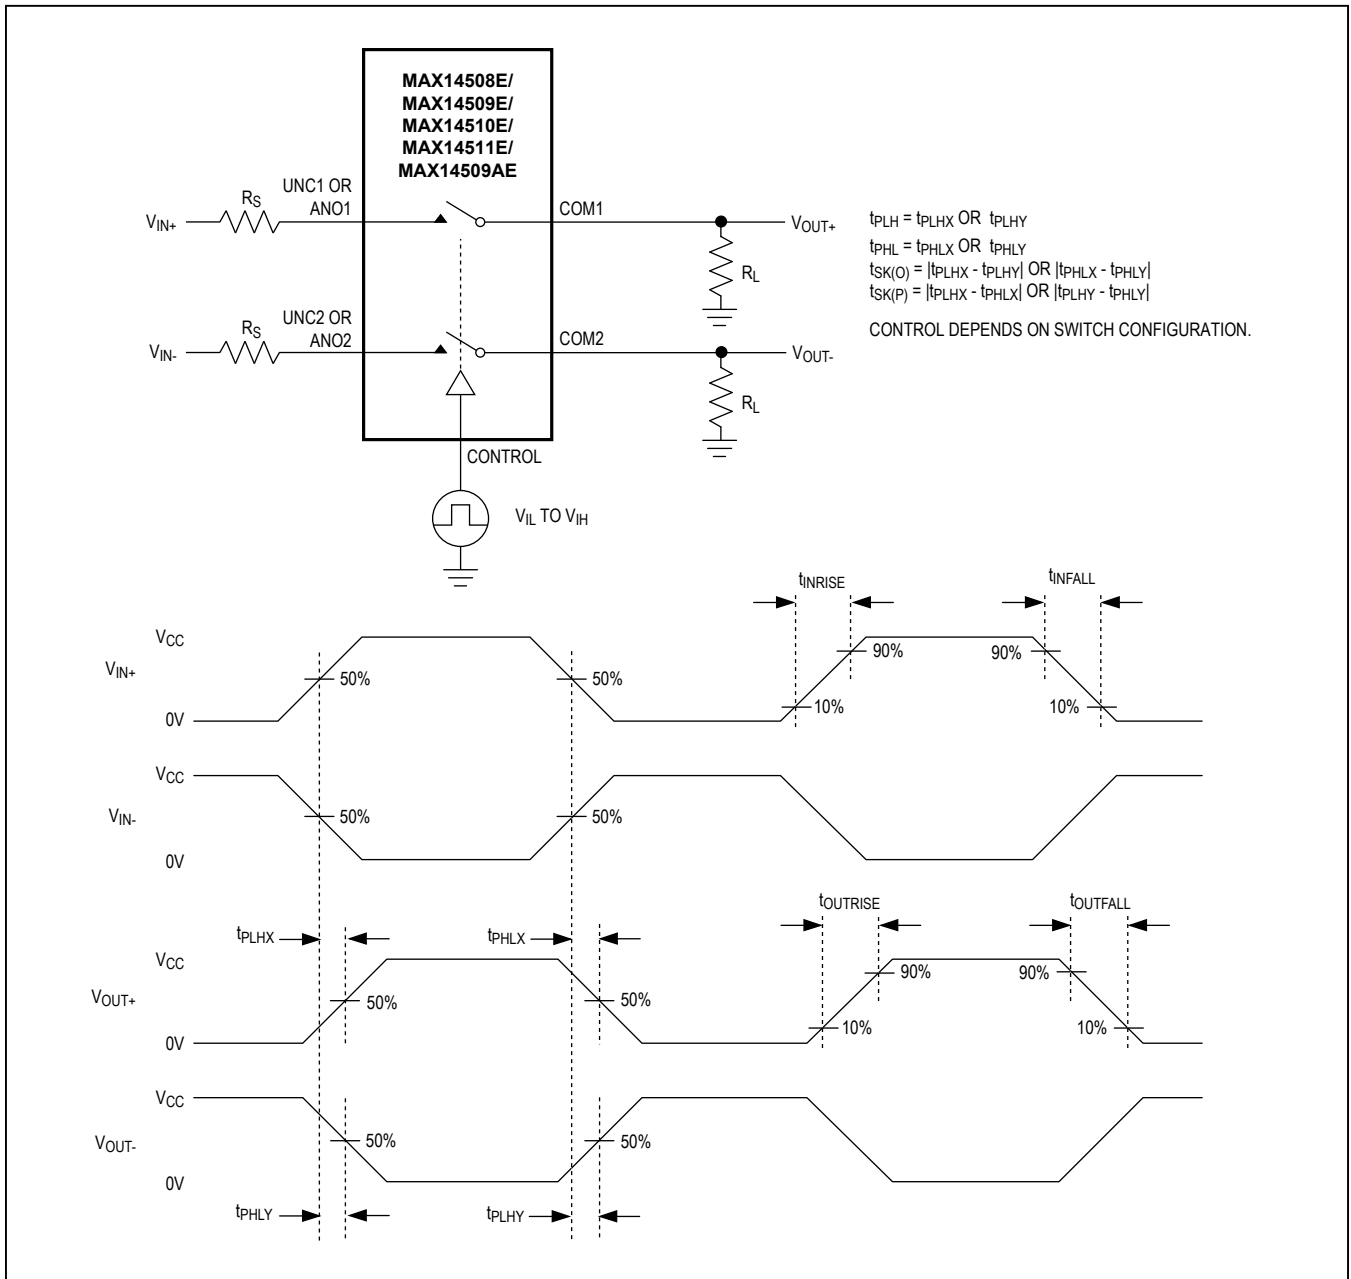 MAX14508E/
MAX14509E/
MAX14510E/
MAX14511E/
MAX14509AE
UNC1 OR
ANO1
RS
VIN+
COM1
VOUT+
RL
UNC2 OR
ANO2
RS
VIN-
COM2
VOUT-
RL
CONTROL
VIL TO VIH
tPLH = tPLHX OR tPLHY
tPHL = tPHLX OR tPHLY
tSK(O) = |tPLHX - tPLHY| OR |tPHLX - tPHLY|
tSK(P) = |tPLHX - tPHLX| OR |tPLHY - tPHLY|
CONTROL DEPENDS ON SWITCH CONFIGURATION.
tINRISE
tINFALL
VCC
VIN+
0V
50%
50%
90%
10%
90%
10%
VCC
VIN-
0V
50%
50%
tPLHX
tPHLX
tOUTRISE
tOUTFALL
VCC
VOUT+
0V
50%
50%
90%
10%
90%
10%
VCC
VOUT-
0V
50%
50%
tPHLY
tPLHY